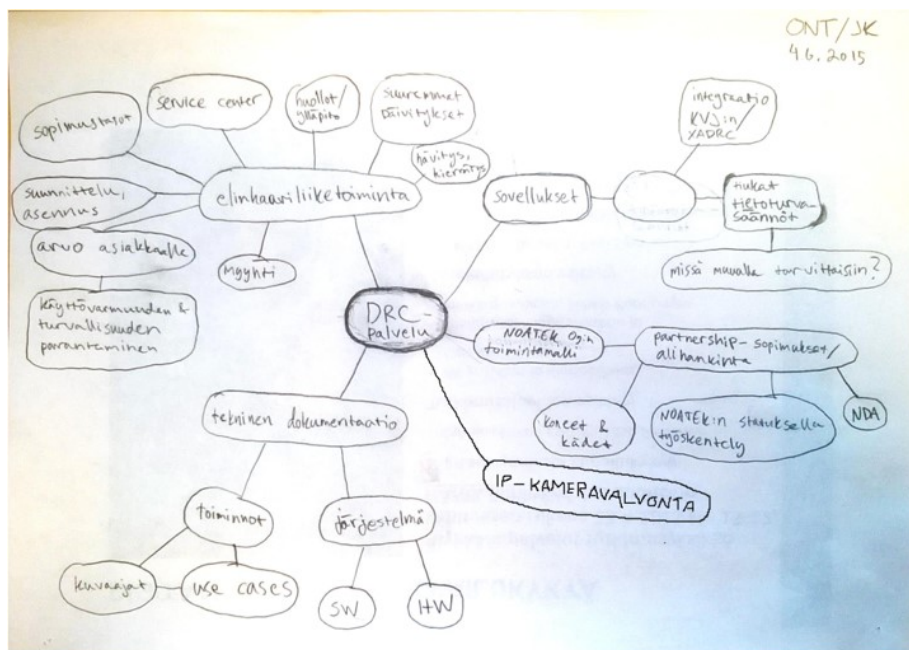 ONT/JK
4.6.2015
sopimustasot
service center
huollot/
ylläpito
suuremmat
päivitykset
hävitys,
kierrätys
suunnittelu,
asennus
elinkaariliiketoiminta
arvo asiakkaalle
myynti
käyttövarmuuden &
turvallisuuden
parantaminen
sovellukset
integraatio
KVJ:n/
XADRC
tiukat
tietoturva-
säännöt
missä muualla tarvittaisiin?
DRC-
palvelu
NOATEK Oy:n
toimintamalli
partnership-sopimukset/
alihankinta
koneet &
kädet
NOATEK:n statuksella
työskentely
NDA
IP-KAMERAVALVONTA
tekninen dokumentaatio
toiminnot
järjestelmä
kuvaajat
use cases
SW
HW